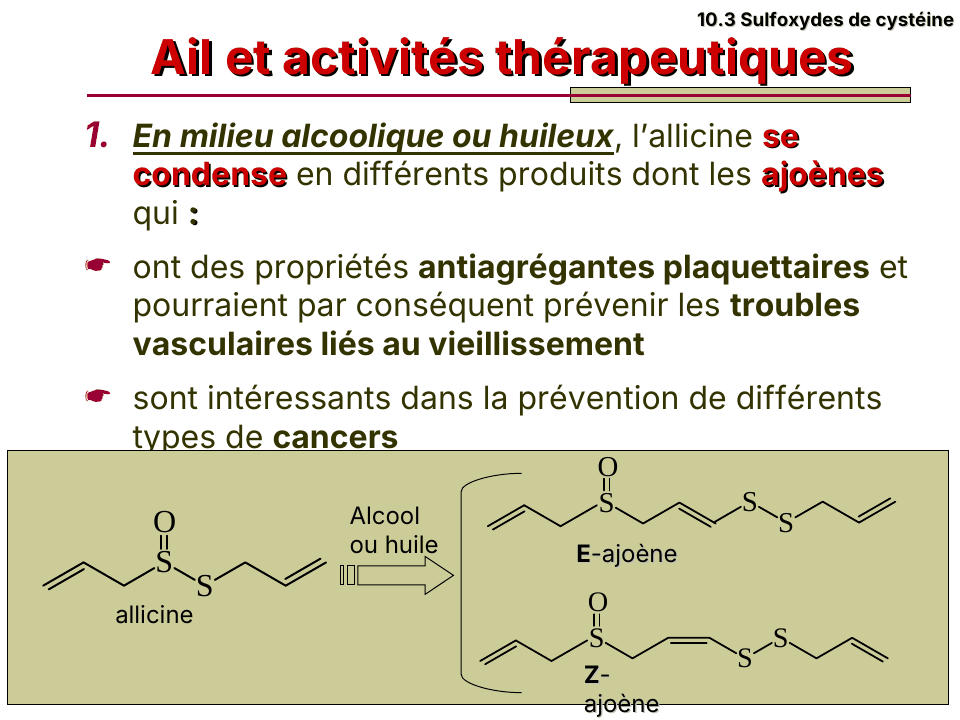 10.3 Sulfoxydes de cystéine
Ail et activités thérapeutiques
1. En milieu alcoolique ou huileux, l’allicine se
condense en différents produits dont les ajoènes
qui :
☛ ont des propriétés antiagrégantes plaquettaires et
pourraient par conséquent prévenir les troubles
vasculaires liés au vieillissement
☛ sont intéressants dans la prévention de différents
types de cancers
O
S
S
allicine
Alcool
ou huile
O
S
S
S
E-ajoène
O
S
S
S
Z-
ajoène